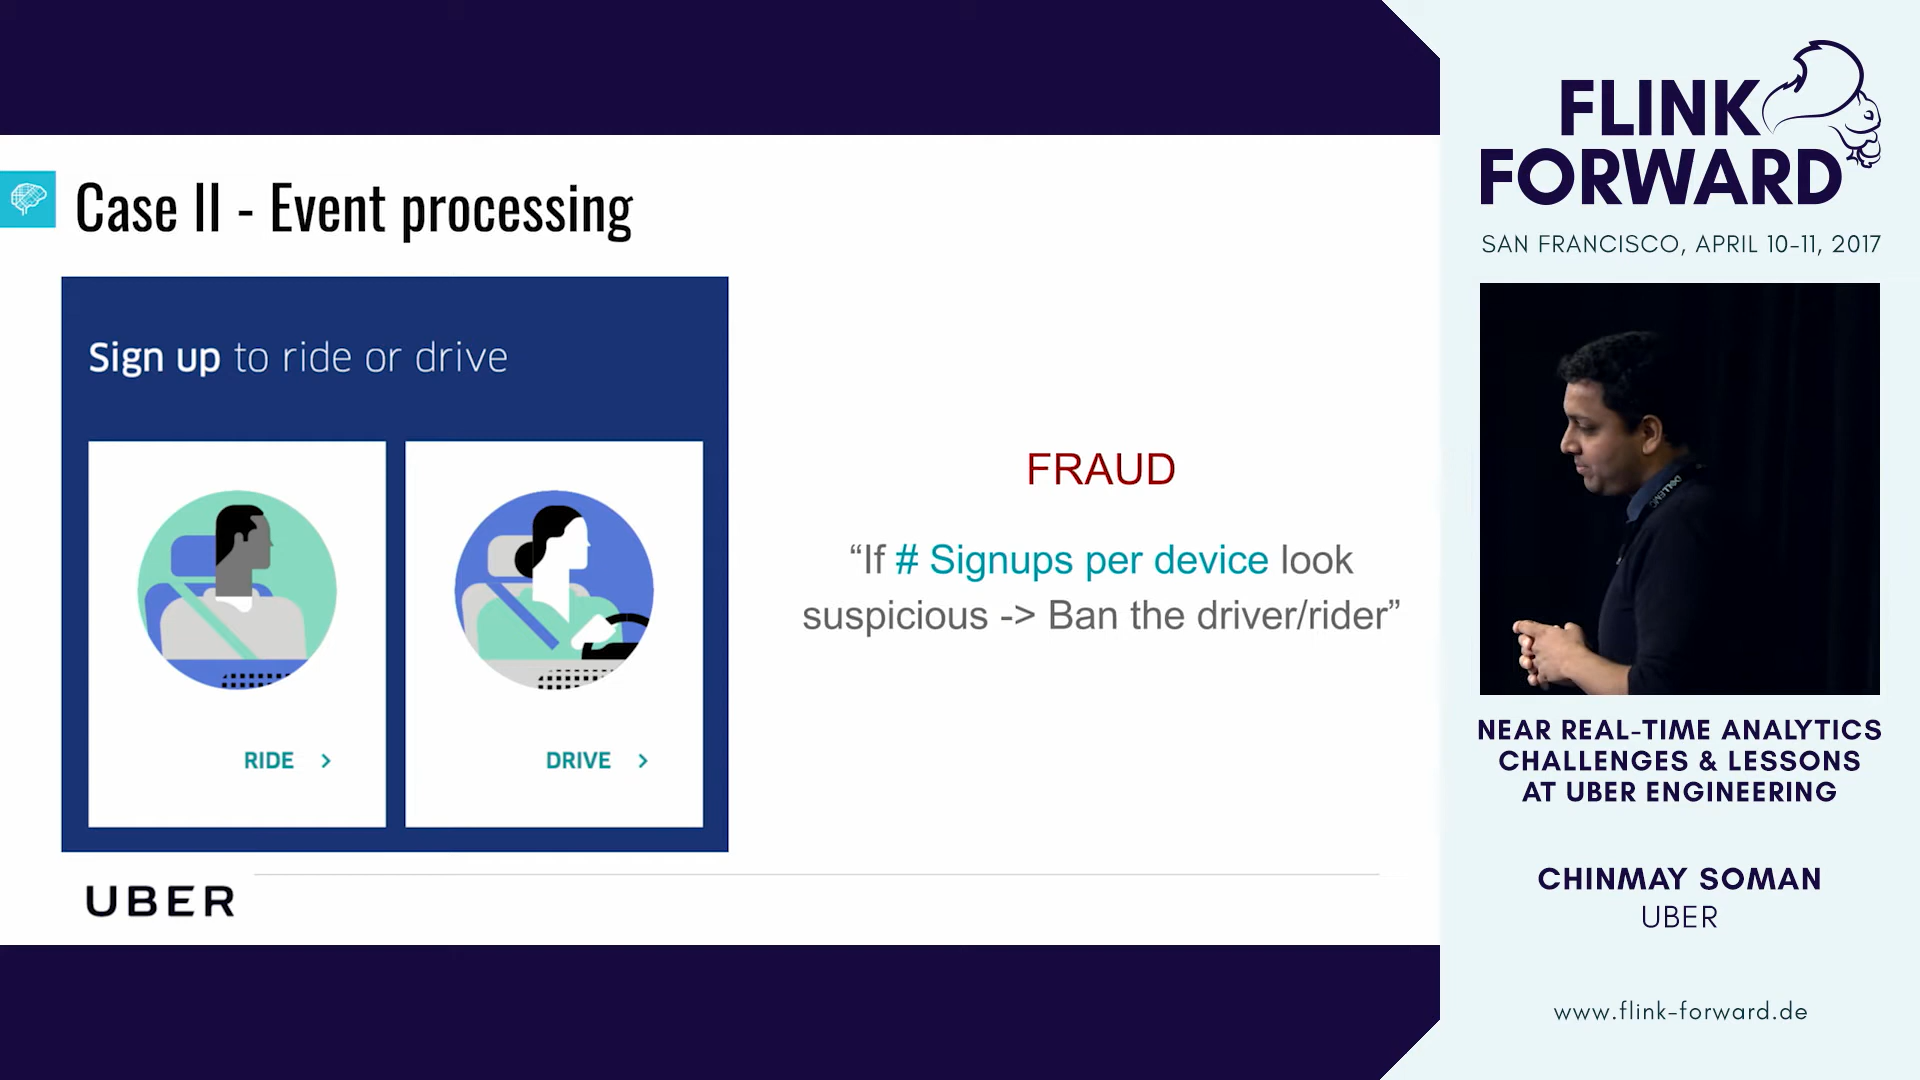 Case II - Event processing
Sign up to ride or drive
RIDE >
DRIVE >
FRAUD
“If # Signups per device look
suspicious -> Ban the driver/rider”
UBER
FLINK
FORWARD
SAN FRANCISCO, APRIL 10-11, 2017
NEAR REAL-TIME ANALYTICS
CHALLENGES & LESSONS
AT UBER ENGINEERING
CHINMAY SOMAN
UBER
www.flink-forward.de